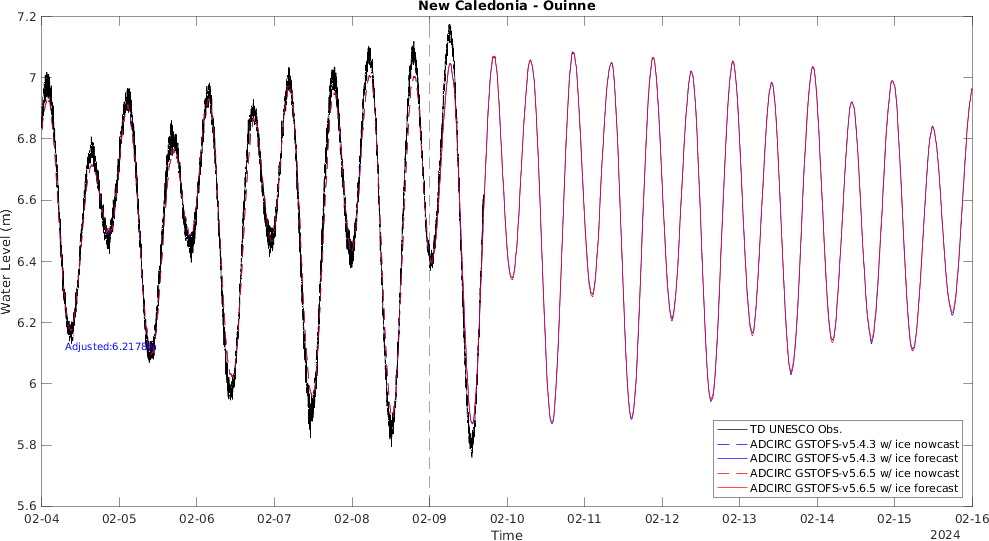 New Caledonia - Ouinne
7.2
7
6.8
6.6
6.4
6.2
6
5.8
5.6
Water Level (m)
Adjusted:6.2178
02-04 02-05 02-06 02-07 02-08 02-09 02-10 02-11 02-12 02-13 02-14 02-15 02-16
Time
2024
TD UNESCO Obs.
ADCIRC GSTOFS-v5.4.3 w/ ice nowcast
ADCIRC GSTOFS-v5.4.3 w/ ice forecast
ADCIRC GSTOFS-v5.6.5 w/ ice nowcast
ADCIRC GSTOFS-v5.6.5 w/ ice forecast